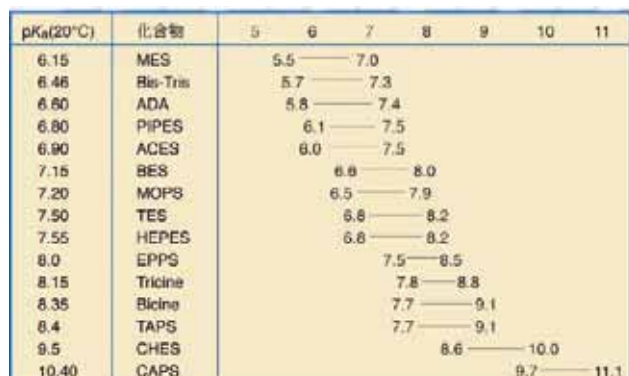 pKa(20°C) 化合物 5 6 7 8 9 10 11
6.15 MES 5.5 7.0
6.46 Bis-Tris 5.7 7.3
6.60 ADA 5.8 7.4
6.80 PIPES 6.1 7.5
6.90 ACES 6.0 7.5
7.15 BES 6.6 8.0
7.20 MOPS 6.5 7.9
7.50 TES 6.8 8.2
7.55 HEPES 6.8 8.2
8.0 EPPS 7.5 8.5
8.15 Tricine 7.8 8.8
8.35 Bicine 7.7 9.1
8.4 TAPS 7.7 9.1
9.5 CHES 8.6 10.0
10.40 CAPS 9.7 11.1